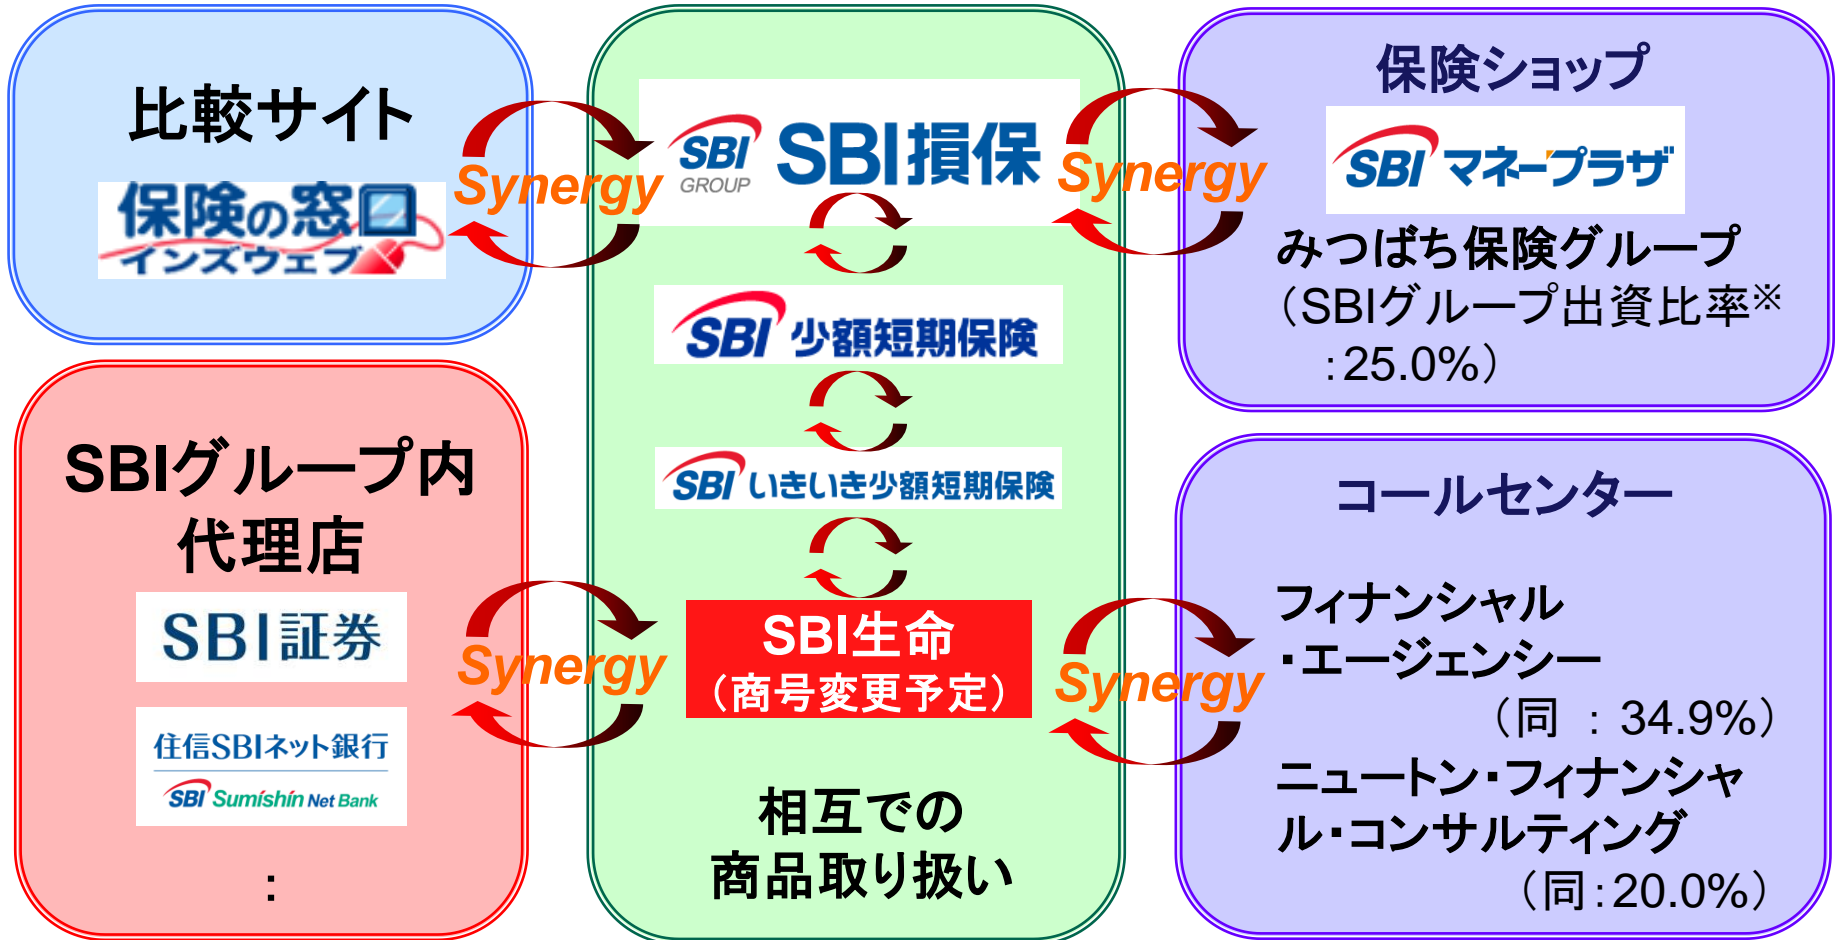 比較サイト
保険の窓口
インズウェブ
Synergy
SBIグループ内
代理店
SBI証券
住信SBIネット銀行
SBI Sumishin Net Bank
：
Synergy
SBI GROUP SBI損保
SBI 少額短期保険
SBI いきいき少額短期保険
SBI生命
（商号変更予定）
相互での
商品取り扱い
Synergy
保険ショップ
SBI マネープラザ
みつばち保険グループ
（SBIグループ出資比率※
：25.0%）
Synergy
コールセンター
フィナンシャル
・エージェンシー
（同 ： 34.9%）
ニュートン・フィナンシャ
ル・コンサルティング
（同：20.0%）